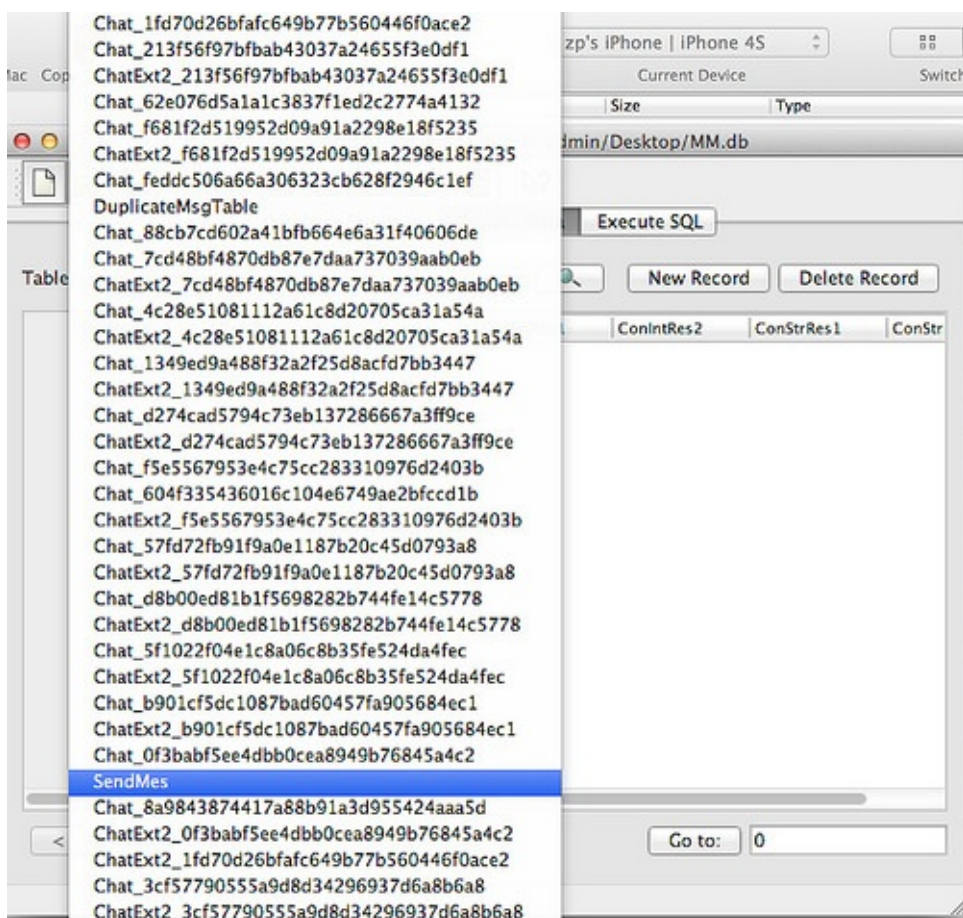 Chat_1fd70d26bfafc649b77b560446f0ace2
Chat_213f56f97bfbab43037a24655f3e0df1
ChatExt2_213f56f97bfbab43037a24655f3e0df1
Chat_62e076d5a1a1c3837f1ed2c2774a4132
Chat_f681f2d519952d09a91a2298e18f5235
ChatExt2_f681f2d519952d09a91a2298e18f5235
Chat_feddc506a66a306323cb628f2946c1ef
DuplicateMsgTable
Chat_88cb7cd602a41bfb664e6a31f40606de
Chat_7cd48bf4870db87e7daa737039aab0eb
ChatExt2_7cd48bf4870db87e7daa737039aab0eb
Chat_4c28e51081112a61c8d20705ca31a54a
ChatExt2_4c28e51081112a61c8d20705ca31a54a
Chat_1349ed9a488f32a2f25d8acfd7bb3447
ChatExt2_1349ed9a488f32a2f25d8acfd7bb3447
Chat_d274cad5794c73eb137286667a3ff9ce
ChatExt2_d274cad5794c73eb137286667a3ff9ce
Chat_f5e5567953e4c75cc283310976d2403b
Chat_604f335436016c104e6749ae2bfccd1b
ChatExt2_f5e5567953e4c75cc283310976d2403b
Chat_57fd72fb91f9a0e1187b20c45d0793a8
ChatExt2_57fd72fb91f9a0e1187b20c45d0793a8
Chat_d8b00ed81b1f5698282b744fe14c5778
ChatExt2_d8b00ed81b1f5698282b744fe14c5778
Chat_5f1022f04e1c8a06c8b35fe524da4fec
ChatExt2_5f1022f04e1c8a06c8b35fe524da4fec
Chat_b901cf5dc1087bad60457fa905684ec1
ChatExt2_b901cf5dc1087bad60457fa905684ec1
Chat_0f3babf5ee4dbb0cea8949b76845a4c2
SendMes
Chat_8a9843874417a88b91a3d955424aaa5d
ChatExt2_0f3babf5ee4dbb0cea8949b76845a4c2
ChatExt2_1fd70d26bfafc649b77b560446f0ace2
Chat_3cf57790555a9d8d34296937d6a8b6a8
ChatExt2_3cf57790555a9d8d34296937d6a8b6a8
zp's iPhone | iPhone 4S
Mac Cop
Current Device
Switch
Size Type
dmin/Desktop/MM.db
Execute SQL
Table
New Record Delete Record
ConIntRes2 ConStrRes1 ConStr
<
Go to: 0